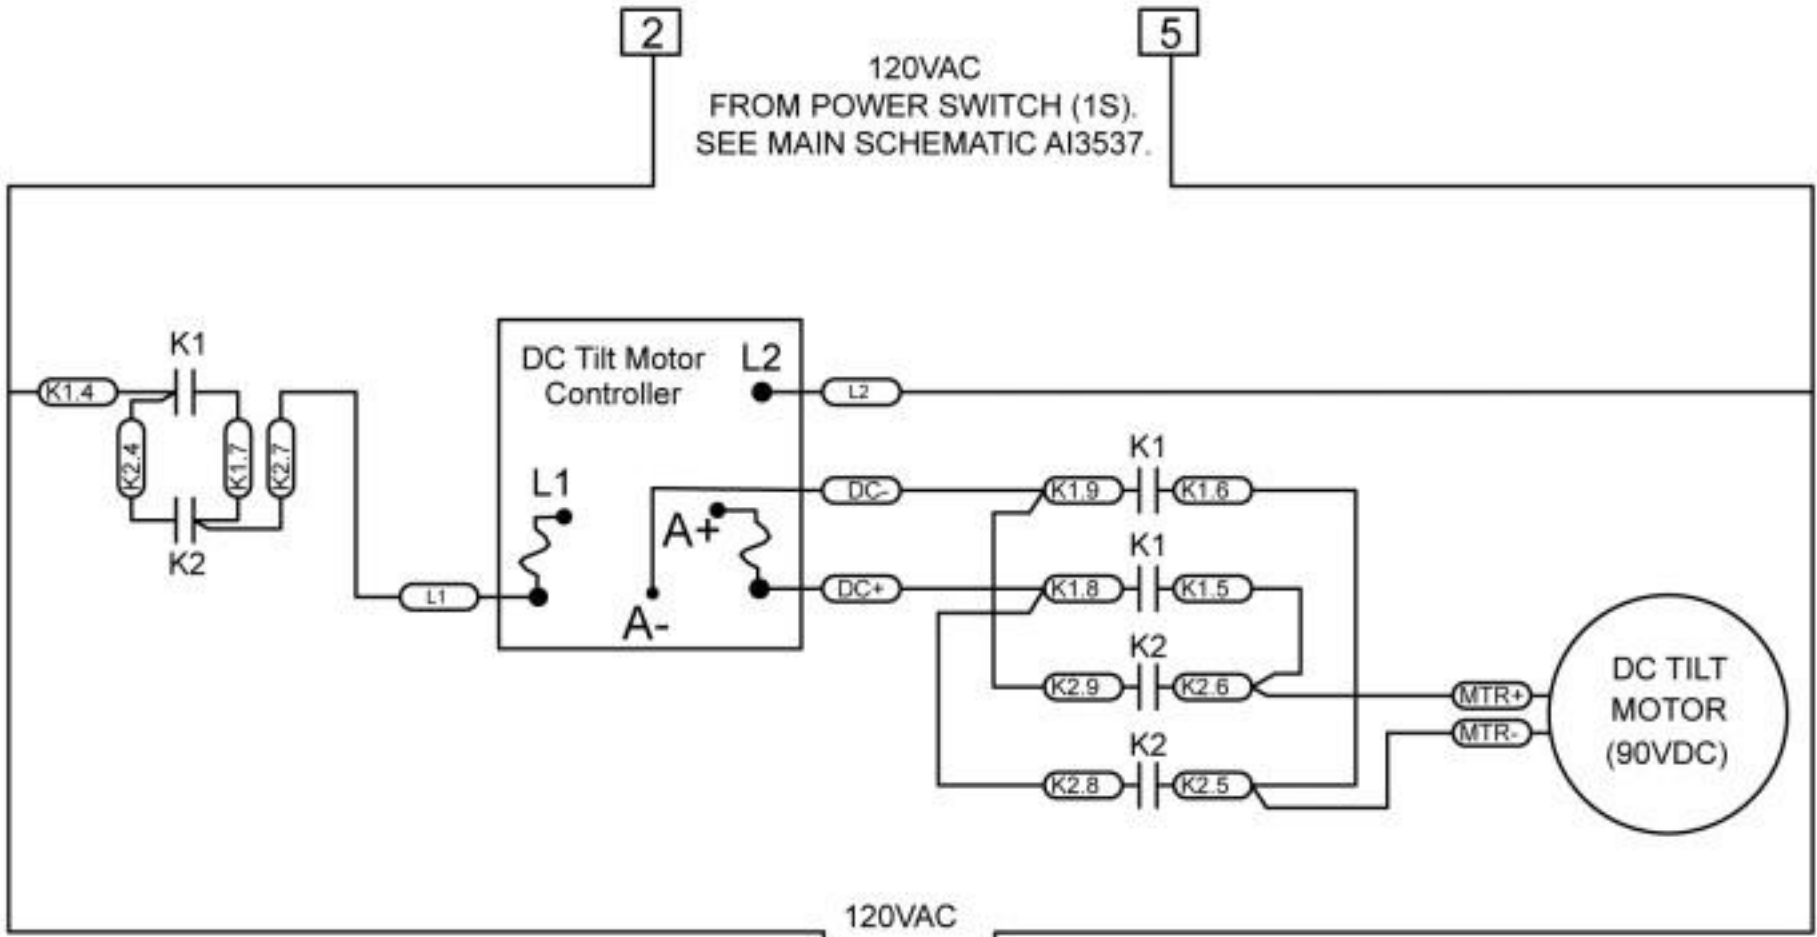 2
5
120VAC
FROM POWER SWITCH (1S).
SEE MAIN SCHEMATIC AI3537.
K1
K1.4
K2.4
K1.7
K2.7
K2
DC Tilt Motor
Controller
L2
L2
L1
L1
A+
A-
DC-
DC+
K1
K1.9
K1.6
K1
K1.8
K1.5
K2
K2.9
K2.6
K2
K2.8
K2.5
MTR+
MTR-
DC TILT
MOTOR
(90VDC)
120VAC